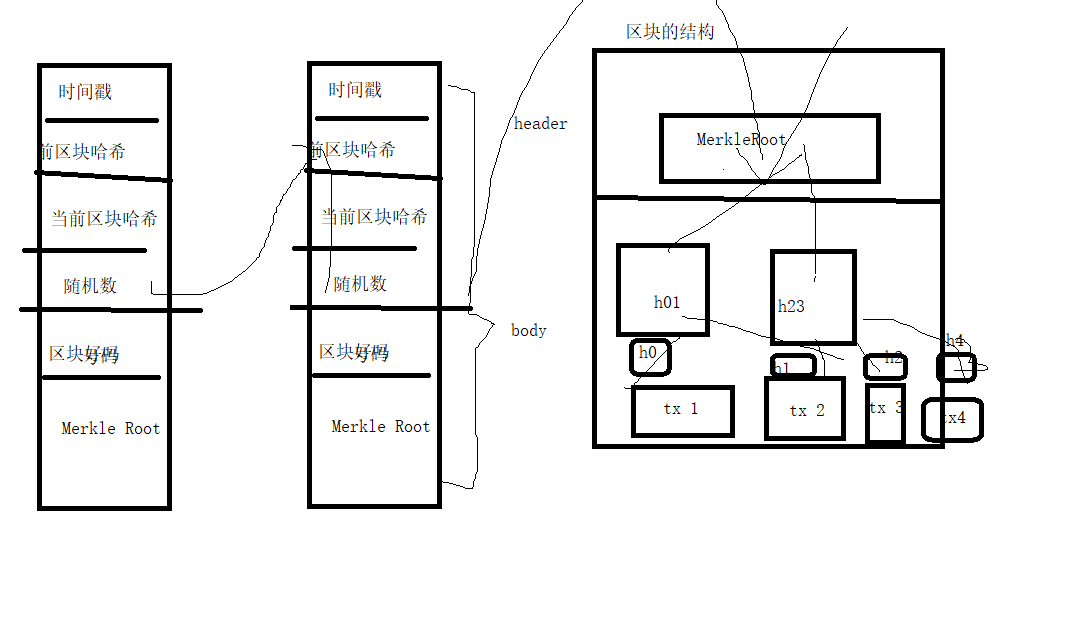 时间戳
前区块哈希
当前区块哈希
随机数
区块号码
Merkle Root
时间戳
前区块哈希
当前区块哈希
随机数
区块号码
Merkle Root
header
body
区块的结构
MerkleRoot
h01
h23
h0
h1
h2
h4
tx 1
tx 2
tx 3
tx4